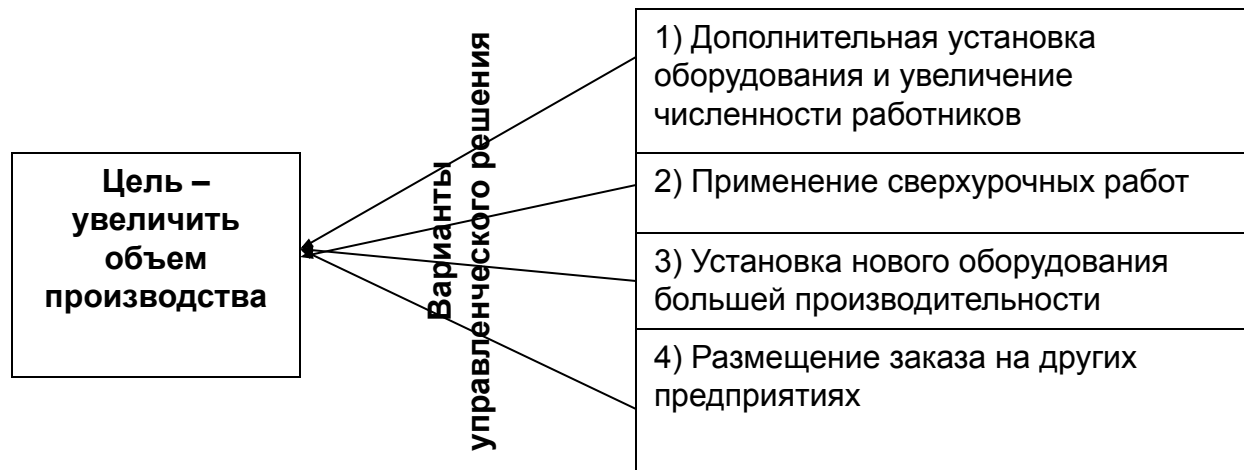 Цель –
увеличить
объем
производства
Варианты
управленческого решения
1) Дополнительная установка
оборудования и увеличение
численности работников
2) Применение сверхурочных работ
3) Установка нового оборудования
большей производительности
4) Размещение заказа на других
предприятиях